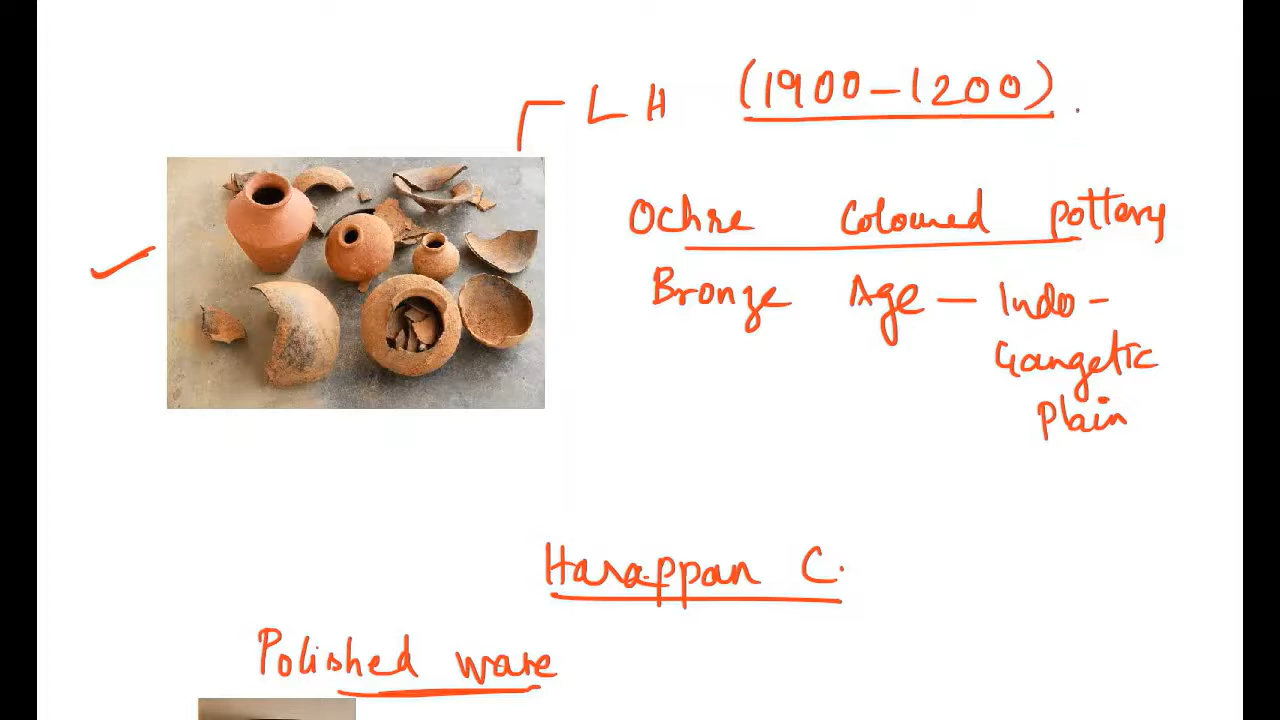 LH (1900-1200)
Ochre coloured pottery
Bronze Age - Indo-
Gangetic
Plain
Harappan C.
Polished ware